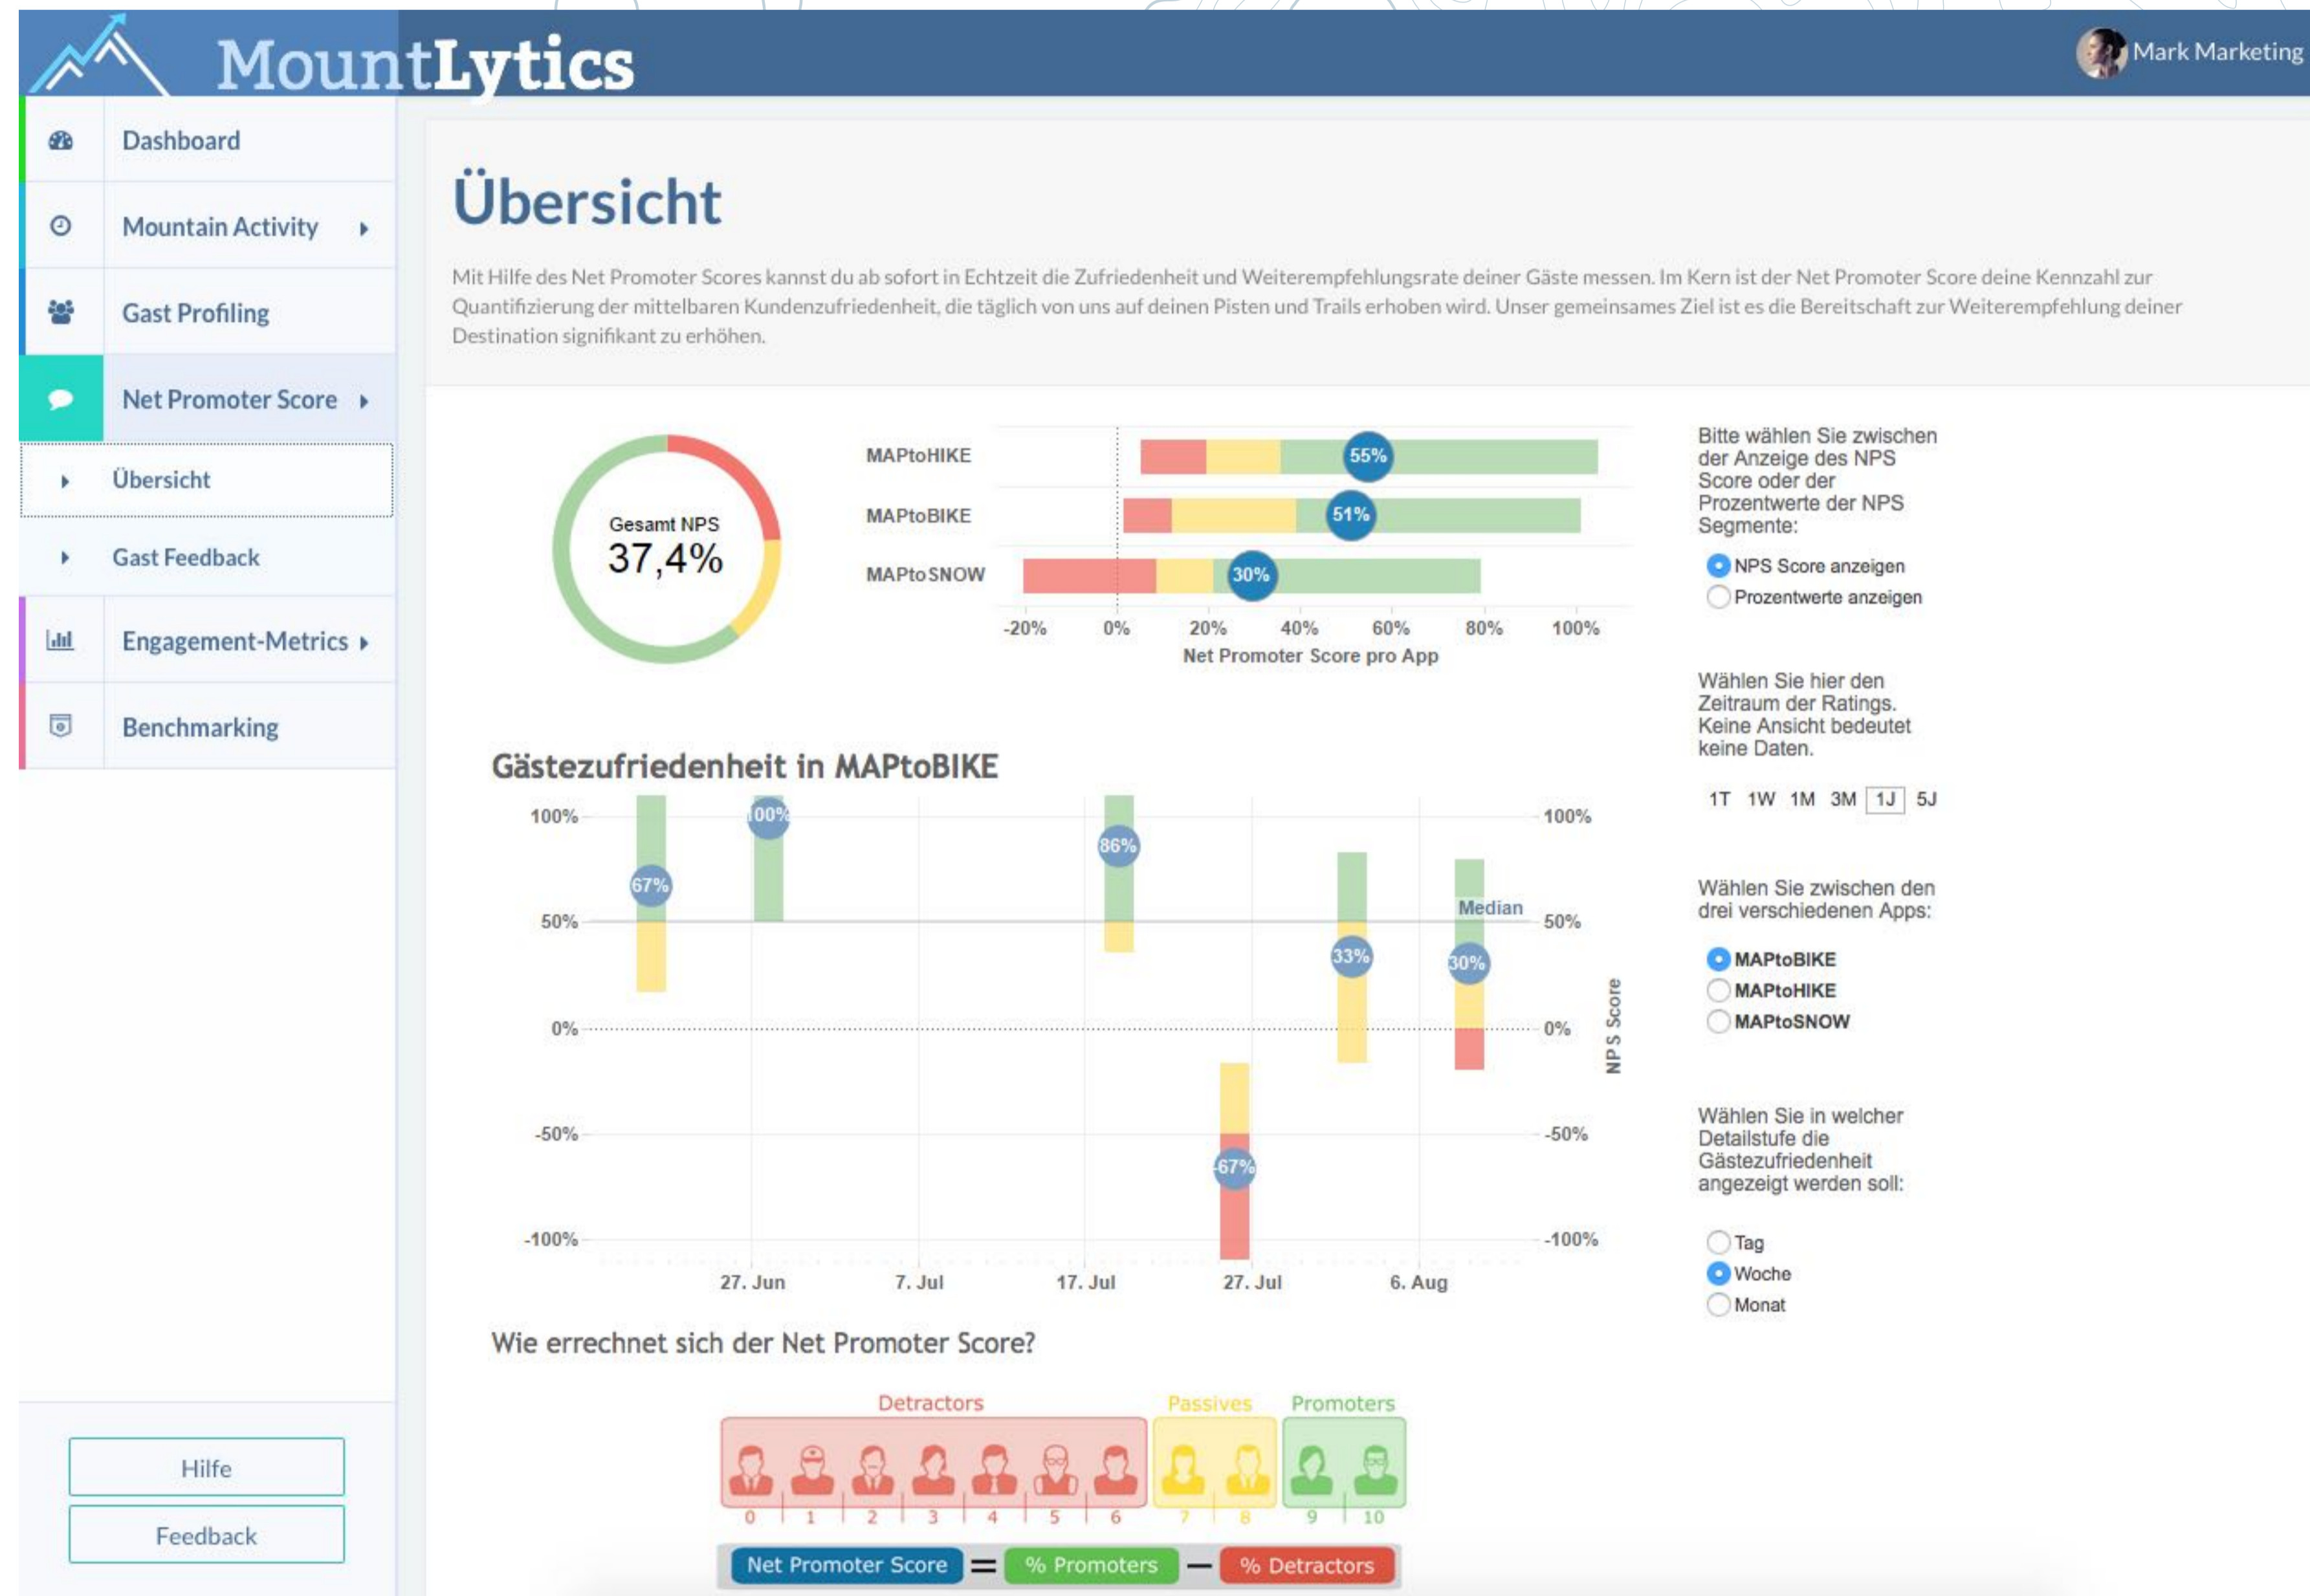 MountLytics
Mark Marketing
Dashboard
Mountain Activity
Gast Profiling
Net Promoter Score
Übersicht
Gast Feedback
Engagement-Metrics
Benchmarking
Hilfe
Feedback
Übersicht
Mit Hilfe des Net Promoter Scores kannst du ab sofort in Echtzeit die Zufriedenheit und Weiterempfehlungsrate deiner Gäste messen. Im Kern ist der Net Promoter Score deine Kennzahl zur
Quantifizierung der mittelbaren Kundenzufriedenheit, die täglich von uns auf deinen Pisten und Trails erhoben wird. Unser gemeinsames Ziel ist es die Bereitschaft zur Weiterempfehlung deiner
Destination signifikant zu erhöhen.
Gesamt NPS
37,4%
MAPtoHIKE
55%
MAPtoBIKE
51%
MAPtoSNOW
30%
-20% 0% 20% 40% 60% 80% 100%
Net Promoter Score pro App
Bitte wählen Sie zwischen
der Anzeige des NPS
Score oder der
Prozentwerte der NPS
Segmente:
NPS Score anzeigen
Prozentwerte anzeigen
Wählen Sie hier den
Zeitraum der Ratings.
Keine Ansicht bedeutet
keine Daten.
1T 1W 1M 3M 1J 5J
Wählen Sie zwischen den
drei verschiedenen Apps:
MAPtoBIKE
MAPtoHIKE
MAPtoSNOW
Wählen Sie in welcher
Detailstufe die
Gästezufriedenheit
angezeigt werden soll:
Tag
Woche
Monat
Gästezufriedenheit in MAPtoBIKE
100% 100% 100%
86%
67%
50% Median 50%
33% 30%
0% 0%
NPS Score
-50% -50%
-67%
-100% -100%
27. Jun 7. Jul 17. Jul 27. Jul 6. Aug
Wie errechnet sich der Net Promoter Score?
Detractors Passives Promoters
0 1 2 3 4 5 6 7 8 9 10
Net Promoter Score = % Promoters − % Detractors